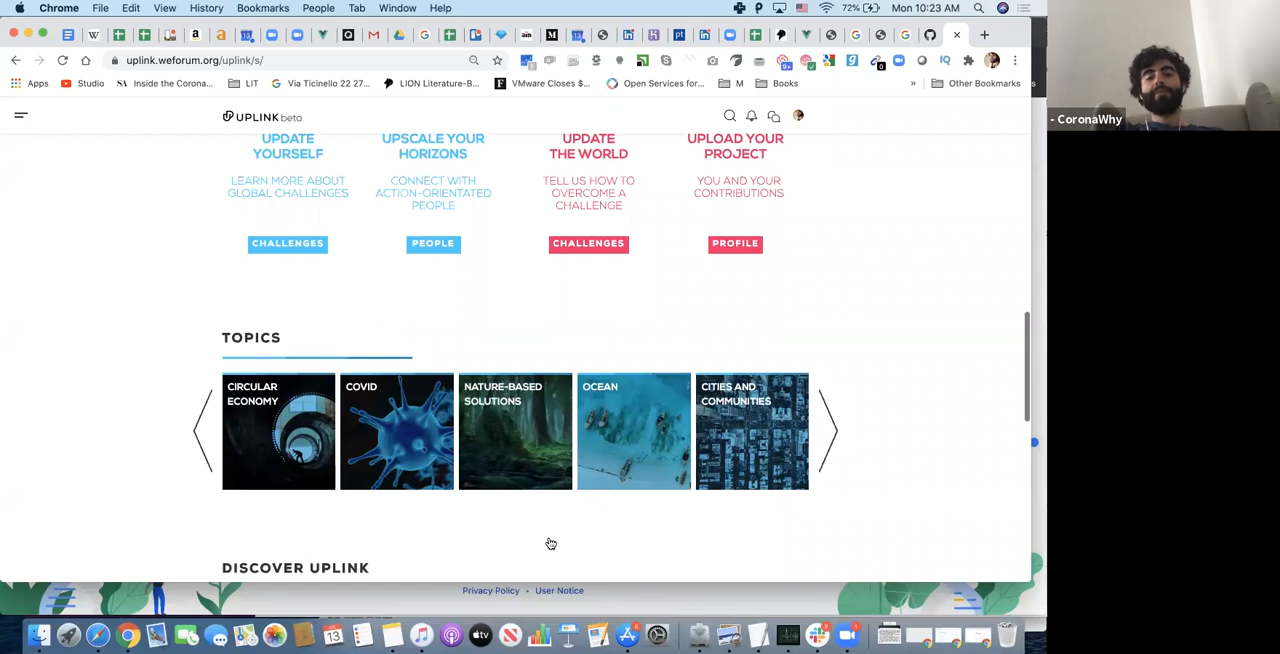 Chrome File Edit View History Bookmarks People Tab Window Help
72% Mon 10:23 AM
uplink.weforum.org/uplink/s/
Apps Studio Inside the Corona... LIT Via Ticinello 22 27... LION Literature-B... VMware Closes $... Open Services for... M Books » Other Bookmarks
UPLINK beta
- CoronaWhy
UPDATE YOURSELF
LEARN MORE ABOUT
GLOBAL CHALLENGES
CHALLENGES
UPSCALE YOUR
HORIZONS
CONNECT WITH
ACTION-ORIENTATED
PEOPLE
PEOPLE
UPDATE
THE WORLD
TELL US HOW TO
OVERCOME A
CHALLENGE
CHALLENGES
UPLOAD YOUR
PROJECT
YOU AND YOUR
CONTRIBUTIONS
PROFILE
TOPICS
CIRCULAR
ECONOMY
COVID
NATURE-BASED
SOLUTIONS
OCEAN
CITIES AND
COMMUNITIES
DISCOVER UPLINK
Privacy Policy • User Notice